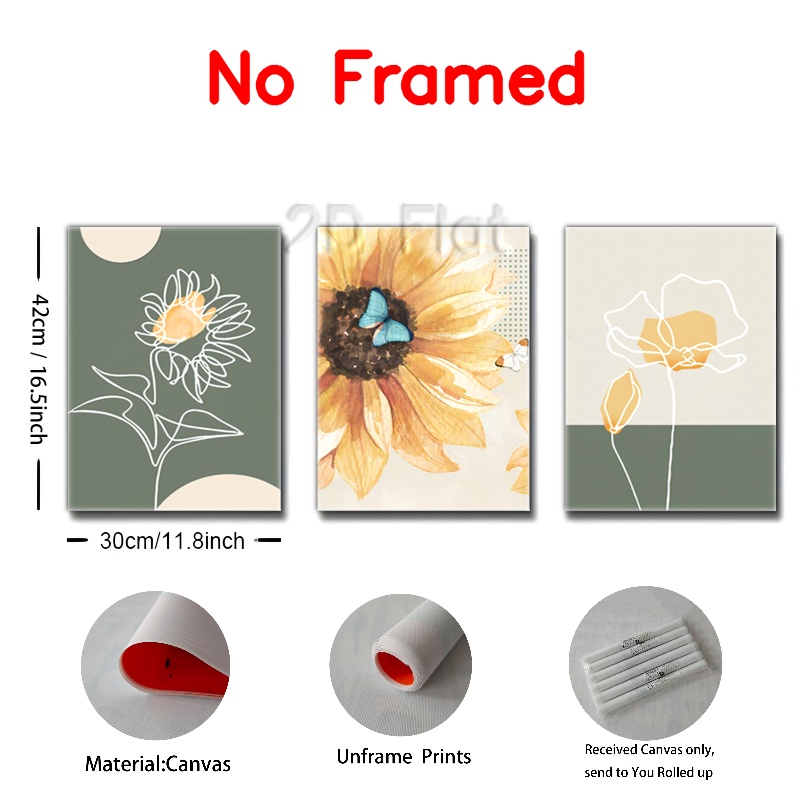 No Framed
2D Flat
42cm / 16.5inch
30cm/11.8inch
Material:Canvas
Unframe Prints
Received Canvas only,
send to You Rolled up